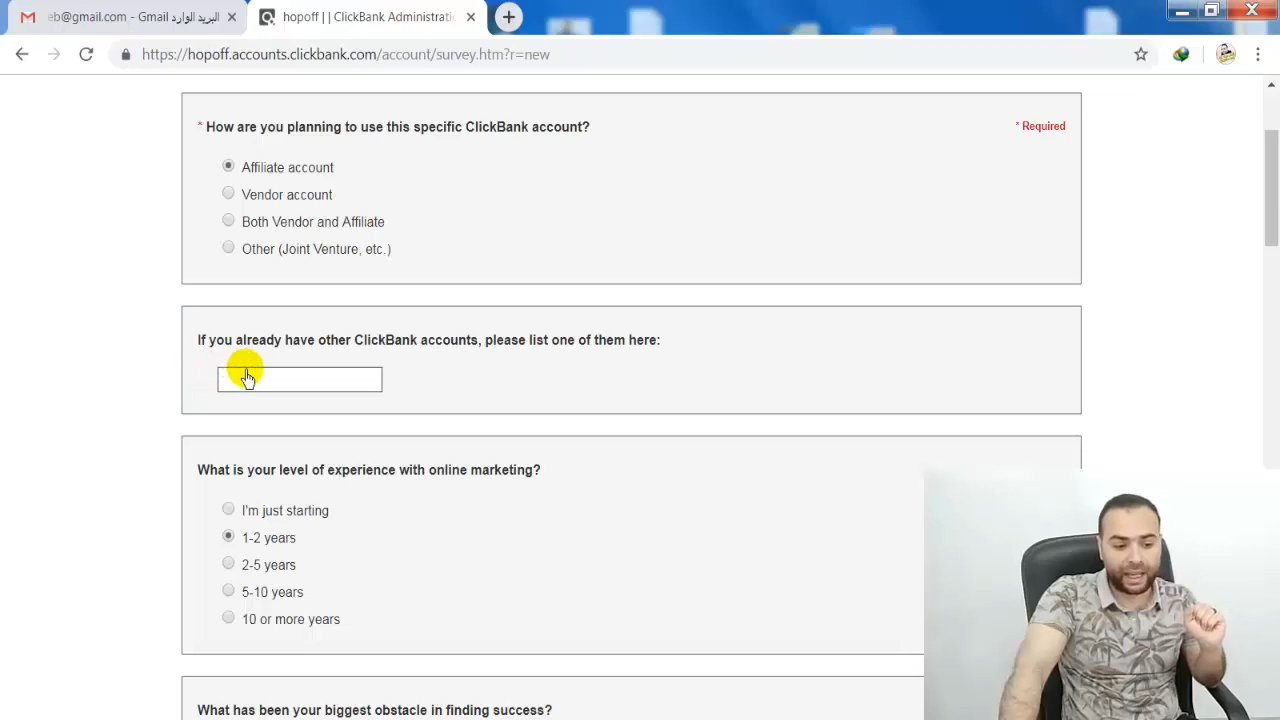 eb@gmail.com - Gmail البريد الوارد
hopoff | | ClickBank Administrati
https://hopoff.accounts.clickbank.com/account/survey.htm?r=new
* How are you planning to use this specific ClickBank account?
* Required
Affiliate account
Vendor account
Both Vendor and Affiliate
Other (Joint Venture, etc.)
If you already have other ClickBank accounts, please list one of them here:
What is your level of experience with online marketing?
I'm just starting
1-2 years
2-5 years
5-10 years
10 or more years
What has been your biggest obstacle in finding success?